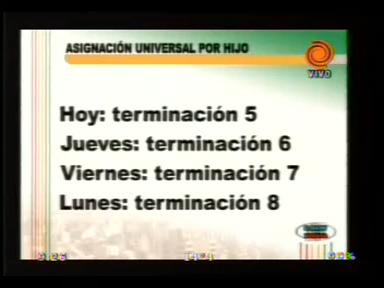 ASIGNACIÓN UNIVERSAL POR HIJO
VIVO
Hoy: terminación 5
Jueves: terminación 6
Viernes: terminación 7
Lunes: terminación 8